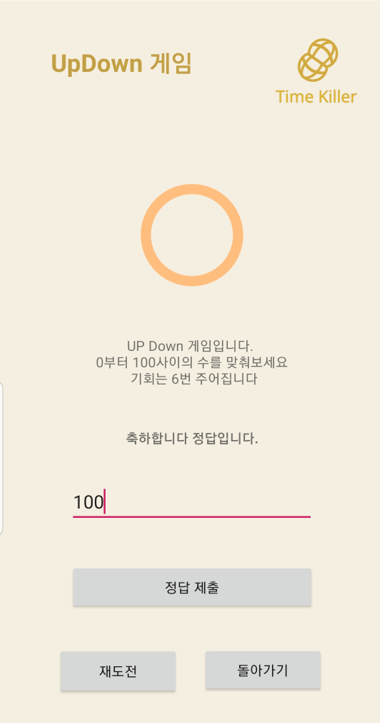 UpDown 게임
Time Killer
UP Down 게임입니다.
0부터 100사이의 수를 맞춰보세요
기회는 6번 주어집니다
축하합니다 정답입니다.
100
정답 제출
재도전
돌아가기